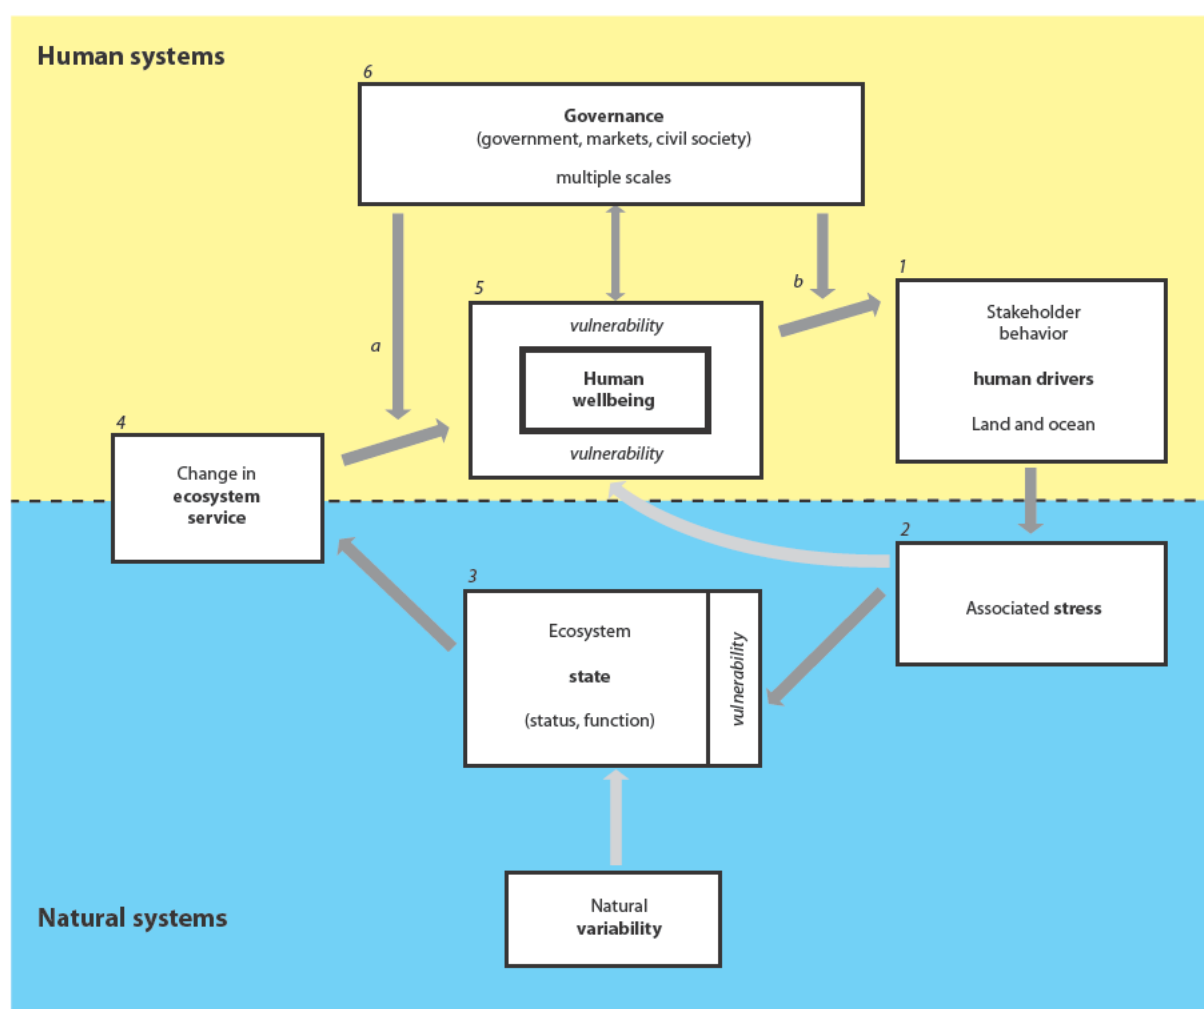 Human systems
6
Governance
(government, markets, civil society)
multiple scales
a
b
5
vulnerability
Human
wellbeing
vulnerability
1
Stakeholder
behavior
human drivers
Land and ocean
4
Change in
ecosystem
service
2
Associated stress
3
Ecosystem
state
(status, function)
vulnerability
Natural
variability
Natural systems